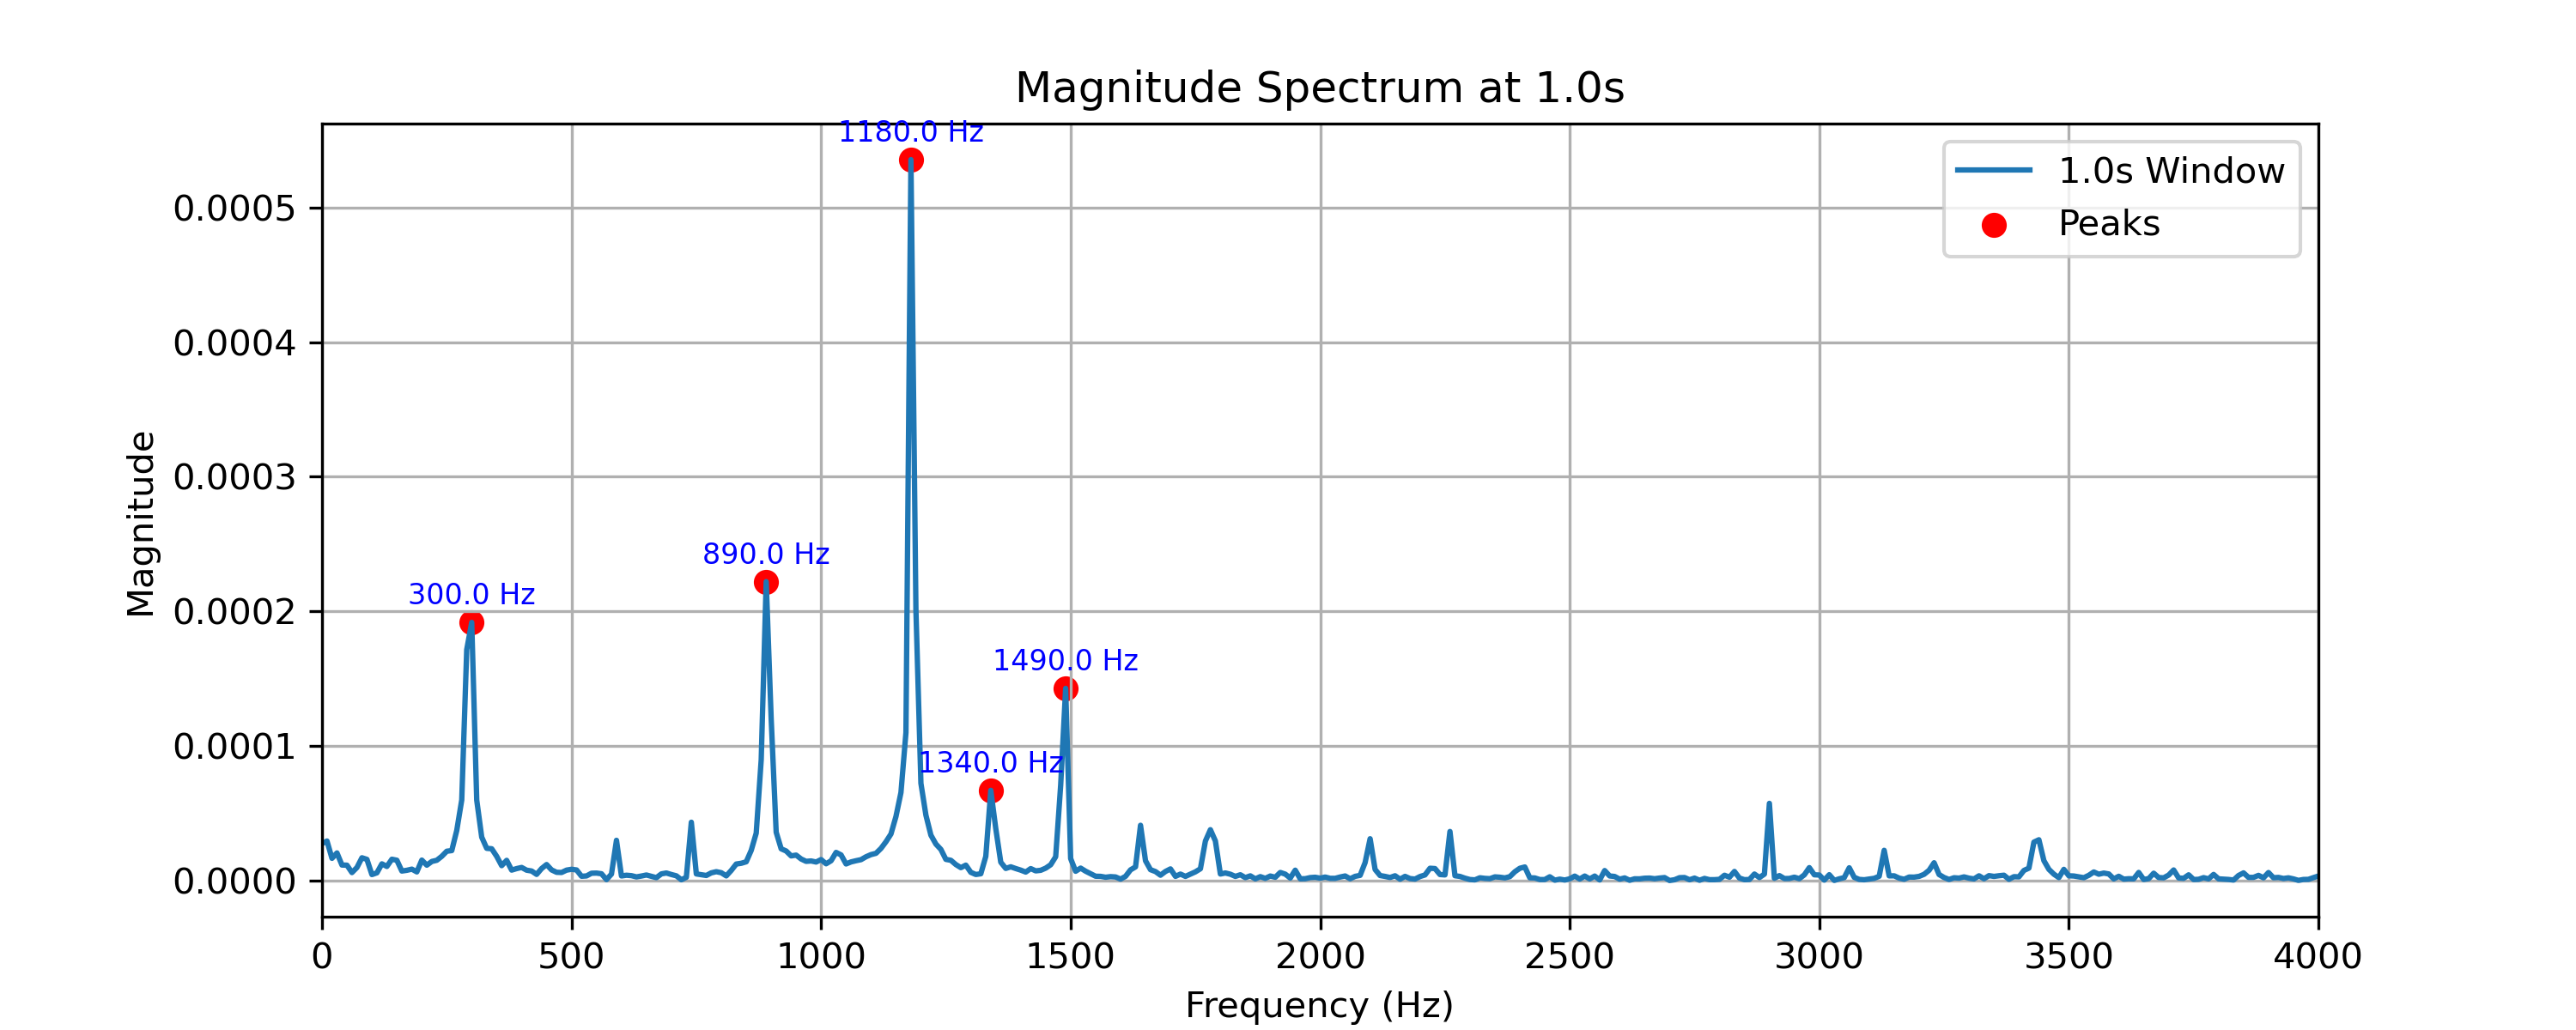 Magnitude Spectrum at 1.0s
1180.0 Hz
1.0s Window
Peaks
0.0005
0.0004
0.0003
0.0002
0.0001
0.0000
Magnitude
890.0 Hz
300.0 Hz
1490.0 Hz
1340.0 Hz
0
500
1000
1500
2000
2500
3000
3500
4000
Frequency (Hz)